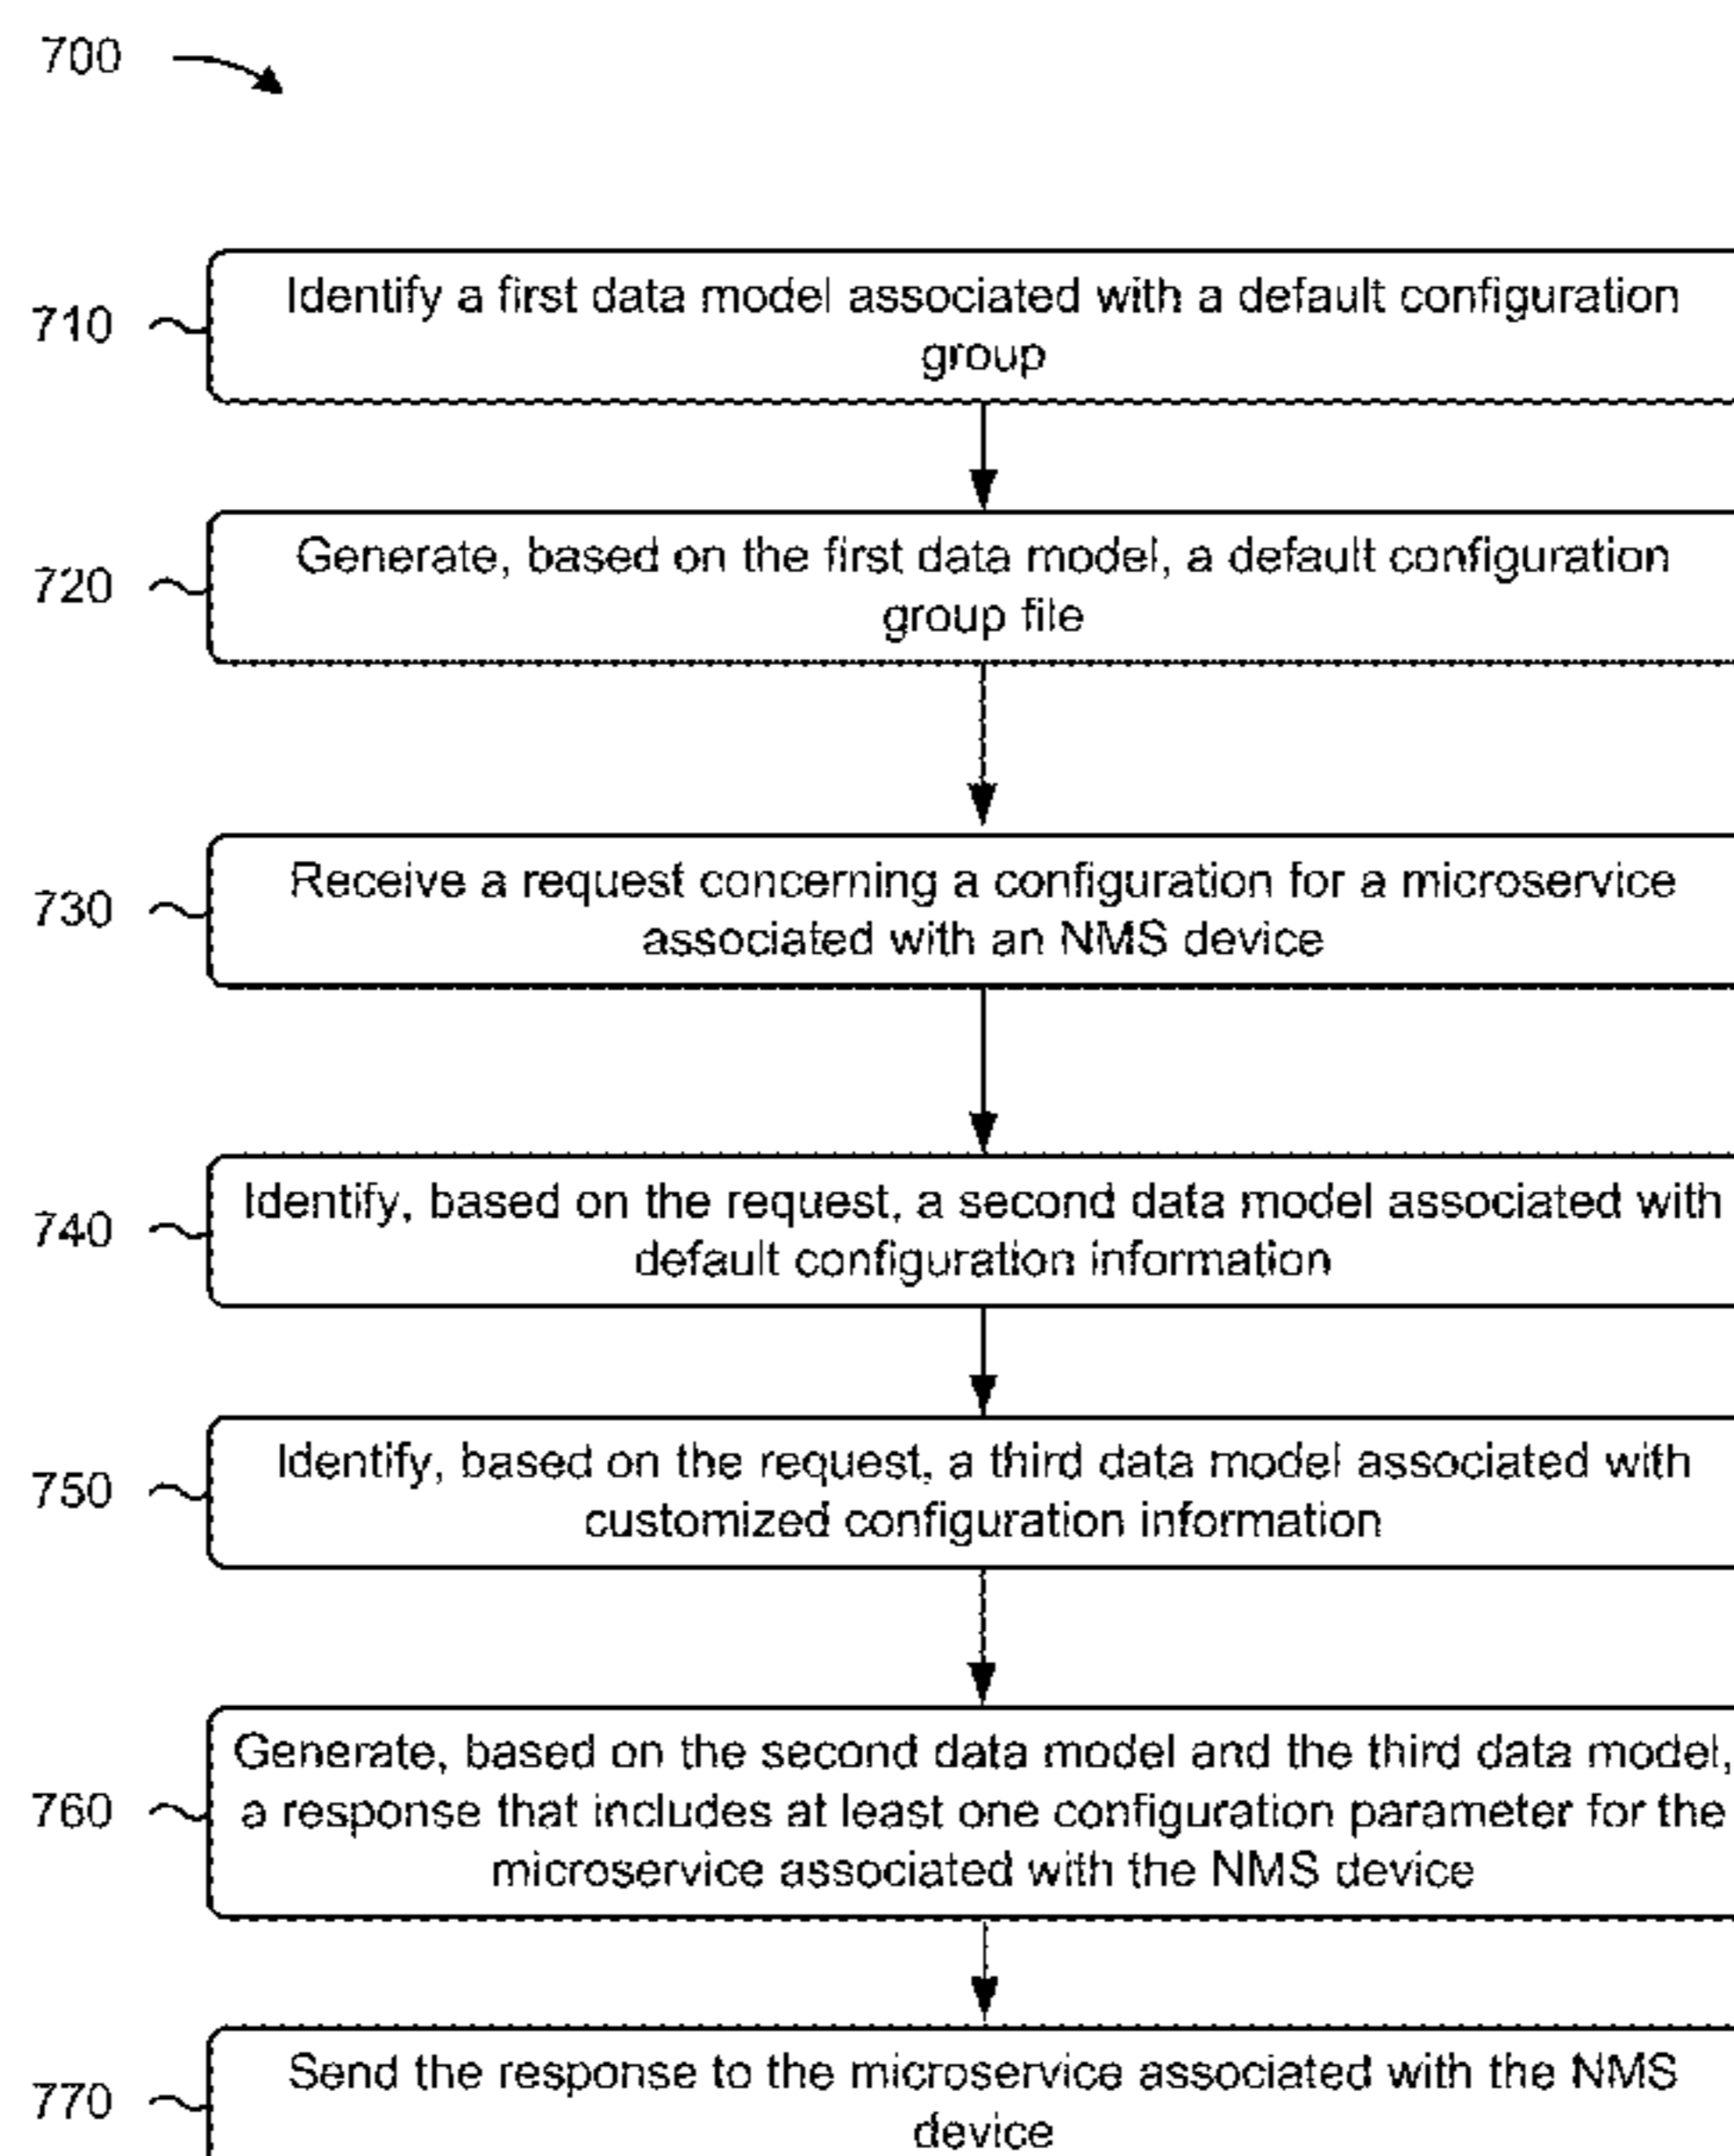 700
710
Identify a first data model associated with a default configuration
group
720
Generate, based on the first data model, a default configuration
group file
730
Receive a request concerning a configuration for a microservice
associated with an NMS device
740
Identify, based on the request, a second data model associated with
default configuration information
750
Identify, based on the request, a third data model associated with
customized configuration information
760
Generate, based on the second data model and the third data model,
a response that includes at least one configuration parameter for the
microservice associated with the NMS device
770
Send the response to the microservice associated with the NMS
device